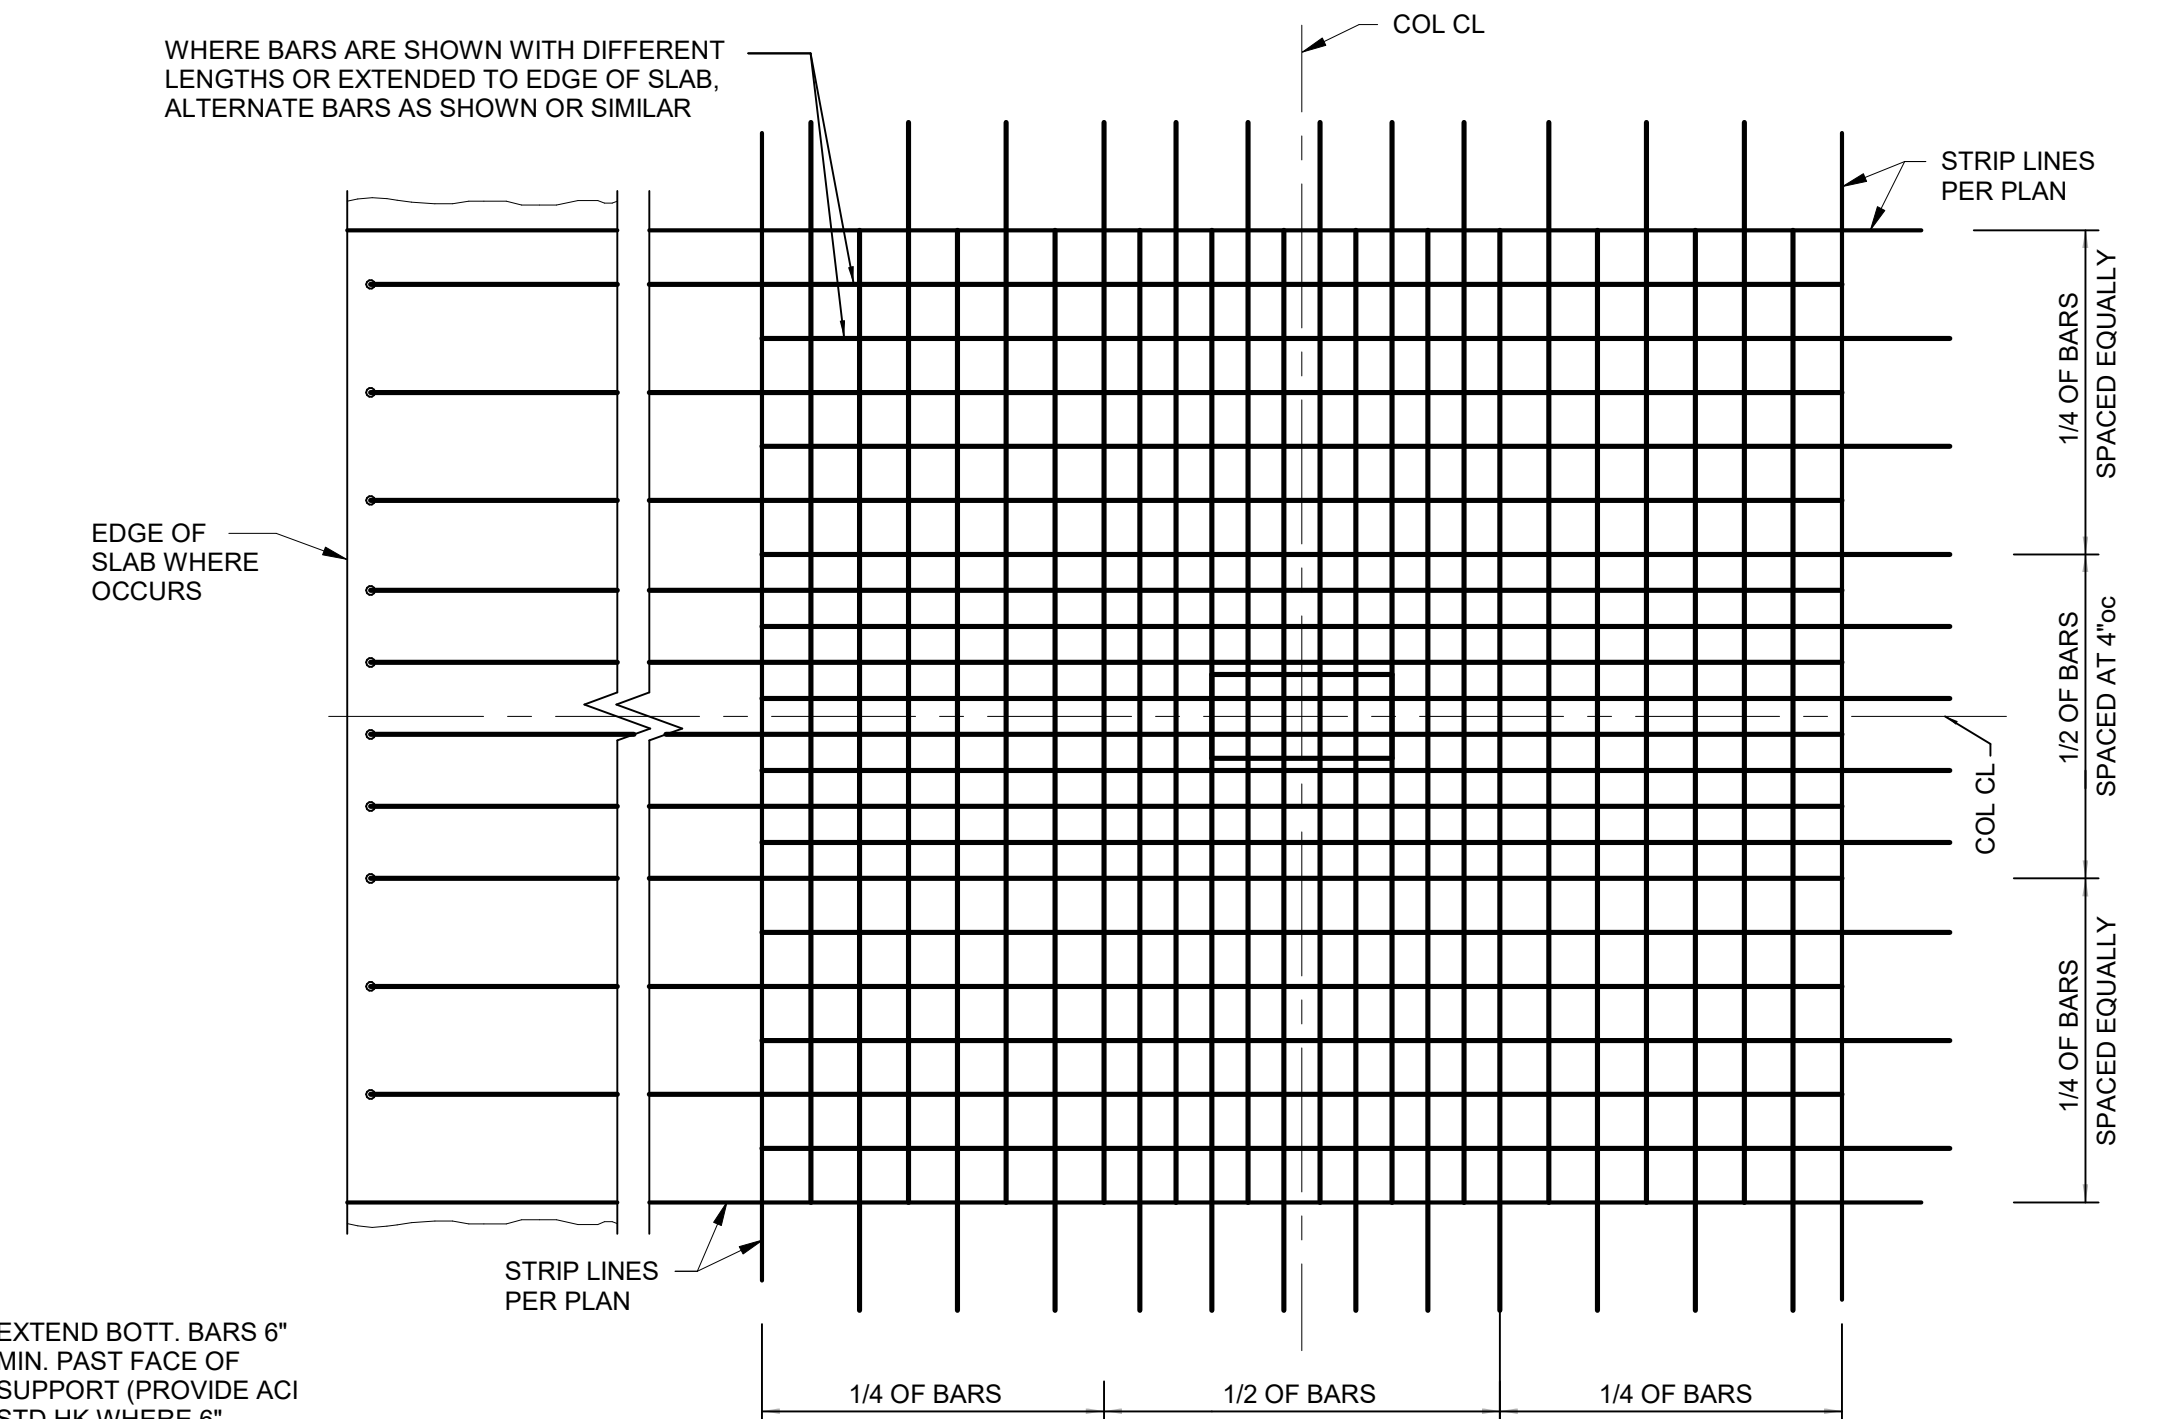 COL CL
WHERE BARS ARE SHOWN WITH DIFFERENT
LENGTHS OR EXTENDED TO EDGE OF SLAB,
ALTERNATE BARS AS SHOWN OR SIMILAR
STRIP LINES
PER PLAN
1/4 OF BARS
SPACED EQUALLY
EDGE OF
SLAB WHERE
OCCURS
1/2 OF BARS
SPACED AT 4"oc
COL CL
1/4 OF BARS
SPACED EQUALLY
STRIP LINES
PER PLAN
EXTEND BOTT. BARS 6"
MIN. PAST FACE OF
SUPPORT (PROVIDE ACI
STD HK WHERE 6"
1/4 OF BARS
1/2 OF BARS
1/4 OF BARS